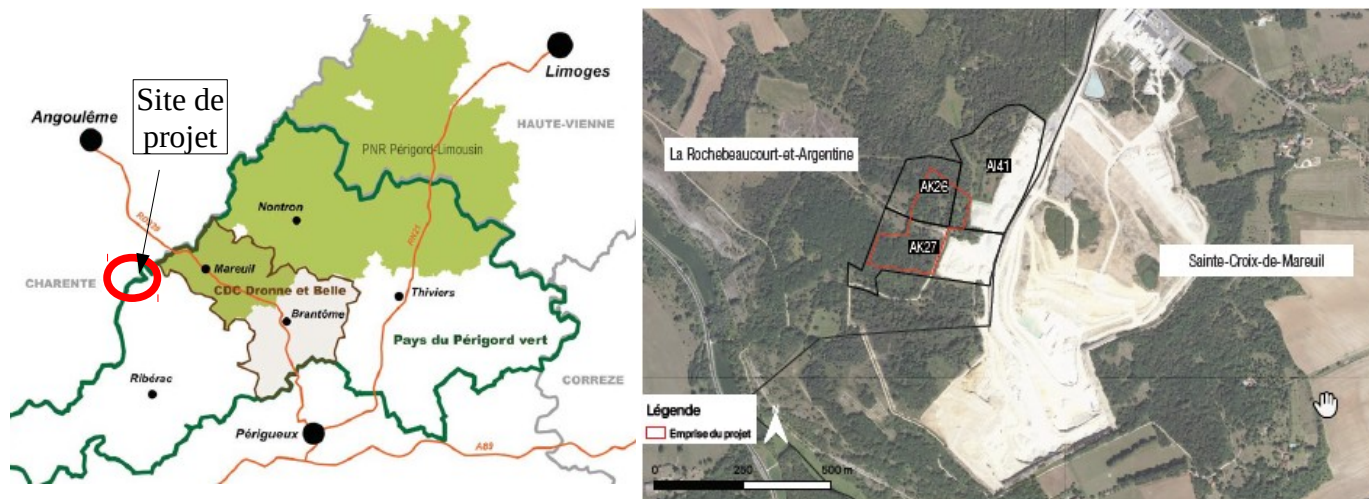 Site de
projet
Angoulême
Limoges
HAUTE-VIENNE
PNR Périgord-Limousin
Nontron
CHARENTE
Mareuil
CDC Dronne et Belle
Brantôme
Thiviers
Pays du Périgord vert
Ribérac
CORREZE
Périgueux
A89
La Rochebeaucourt-et-Argentine
AI41
AK26
AK27
Sainte-Croix-de-Mareuil
Légende
Emprise du projet
0 250 500 m